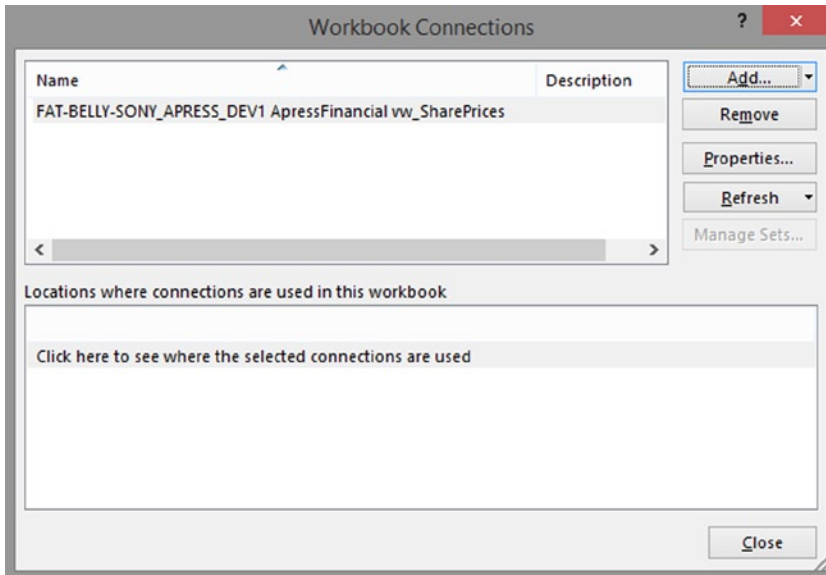 Workbook Connections
? ×
Name Description
FAT-BELLY-SONY_APRESS_DEV1 ApressFinancial vw_SharePrices
Add...
Remove
Properties...
Refresh
Manage Sets...
Locations where connections are used in this workbook
Click here to see where the selected connections are used
Close